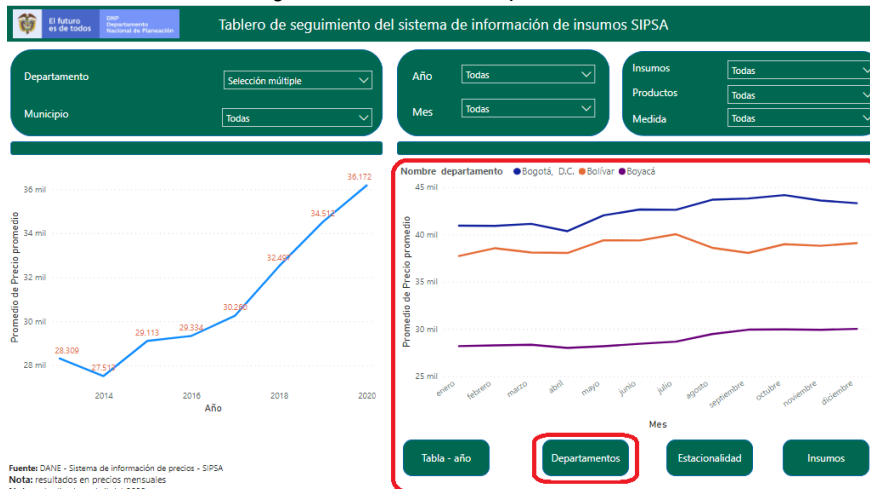 El futuro
es de todos
DNP
Departamento
Nacional de Planeación
Tablero de seguimiento del sistema de información de insumos SIPSA
Departamento
Selección múltiple
Municipio
Todas
Año
Todas
Mes
Todas
Insumos
Todas
Productos
Todas
Medida
Todas
36 mil
34 mil
32 mil
30 mil
28 mil
Promedio de Precio promedio
28.309
29.113
29.334
30.260
36.172
2014
2016
2018
2020
Año
Nombre departamento
Bogotá, D.C.
Bolívar
Boyacá
45 mil
40 mil
35 mil
30 mil
25 mil
Promedio de Precio promedio
enero
febrero
marzo
abril
mayo
junio
julio
agosto
septiembre
octubre
noviembre
diciembre
Mes
Tabla - año
Departamentos
Estacionalidad
Insumos
Fuente: DANE - Sistema de información de precios - SIPSA
Nota: resultados en precios mensuales